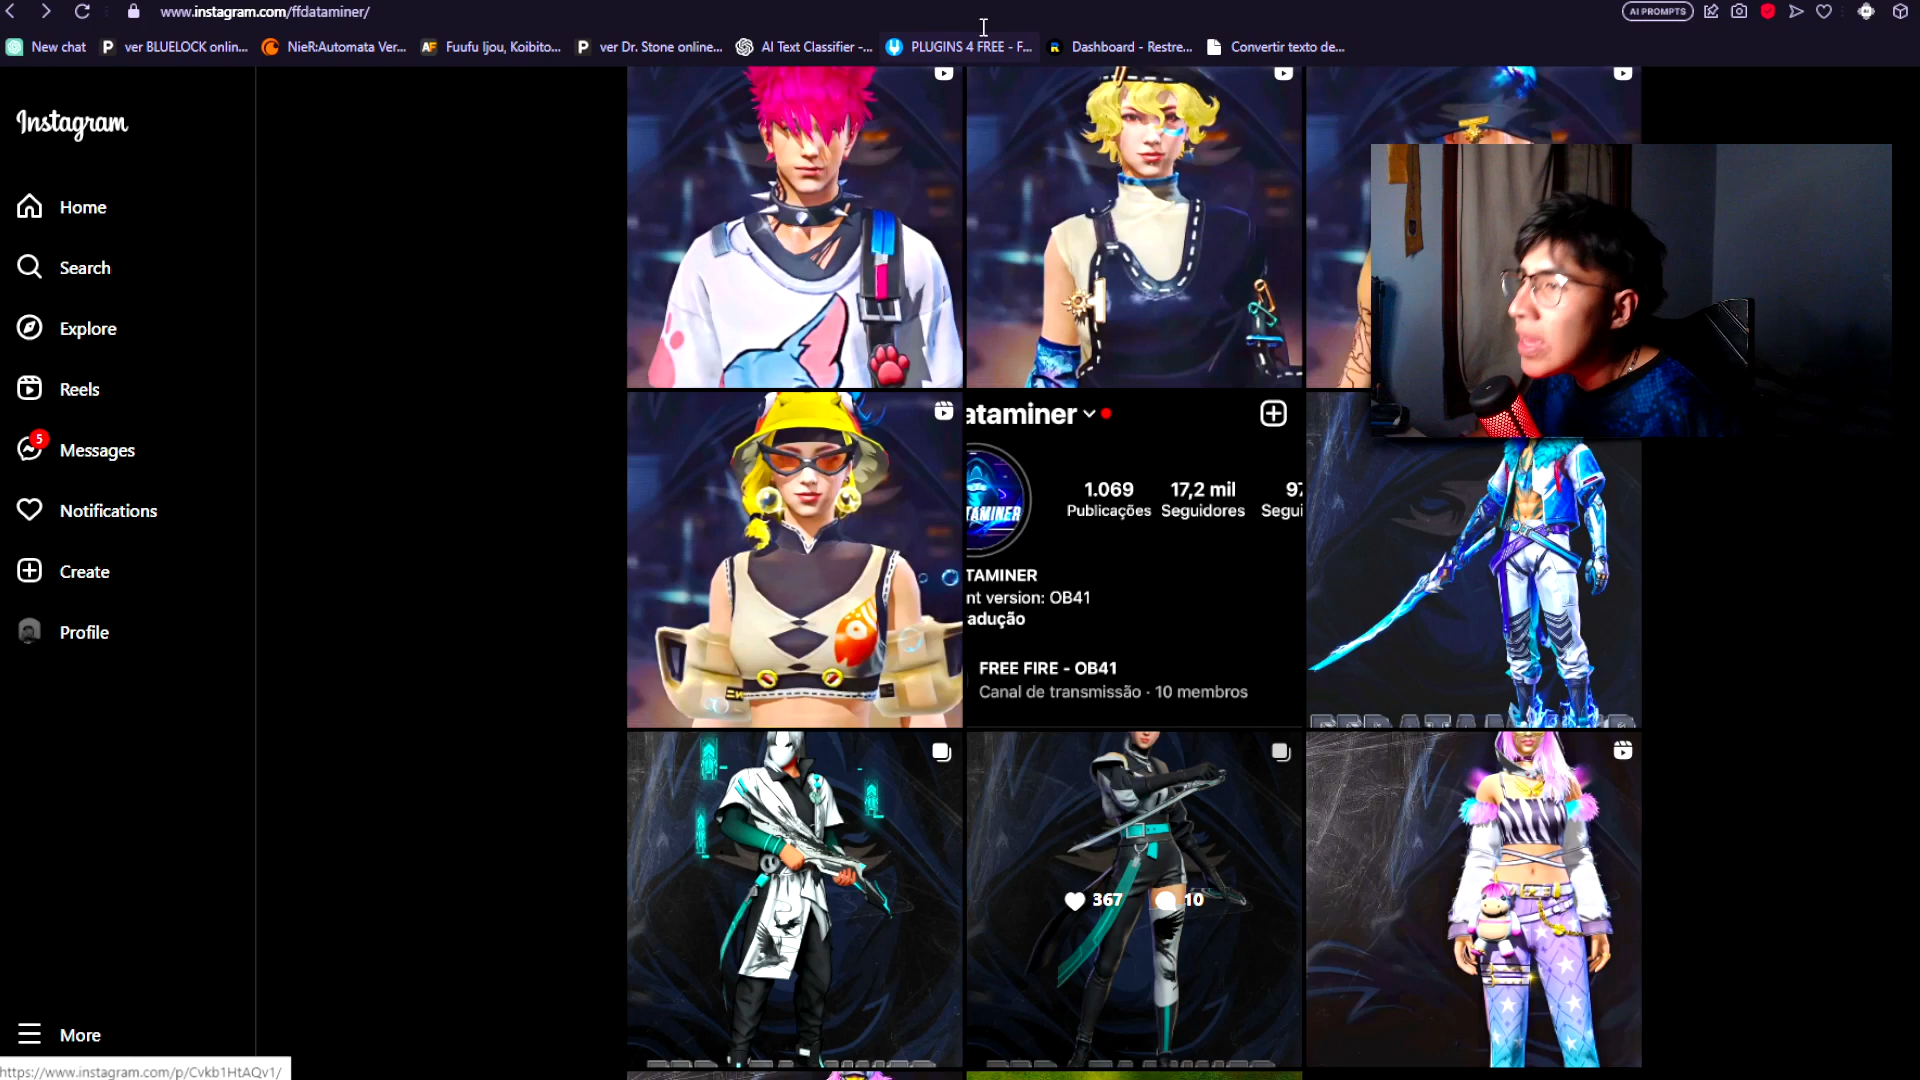 www.instagram.com/ffdataminer/
AI PROMPTS
New chat
ver BLUELOCK onlin...
NieR:Automata Ver...
Fuufu Ijou, Koibito...
ver Dr. Stone online...
AI Text Classifier -...
PLUGINS 4 FREE - F...
Dashboard - Restre...
Convertir texto de...
Instagram
Home
Search
Explore
Reels
5
Messages
Notifications
Create
Profile
More
ataminer
1.069
17,2 mil
97
Publicações
Seguidores
Segui
TAMINER
TAMINER
nt version: OB41
adução
FREE FIRE - OB41
Canal de transmissão · 10 membros
367
10
https://www.instagram.com/p/Cvkb1HtAQv1/